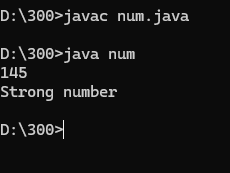 D:\300>javac num.java
D:\300>java num
145
Strong number
D:\300>